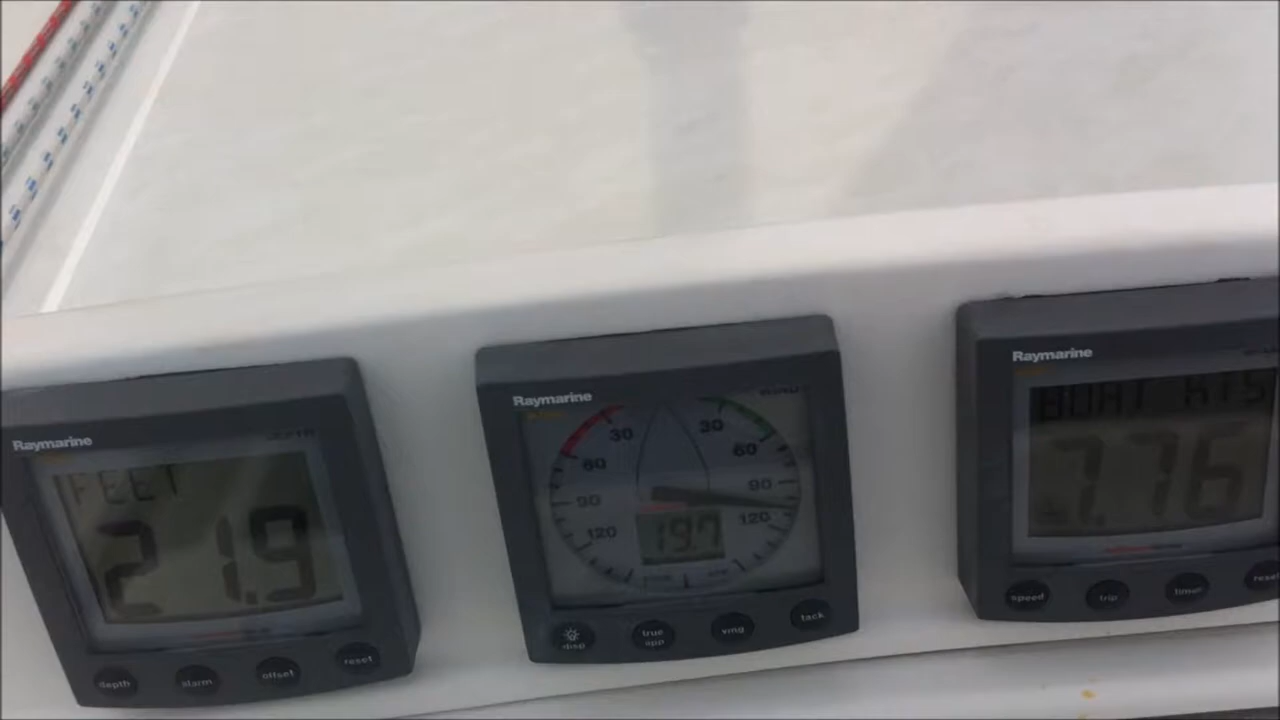 Raymarine
FEET
21.9
depth
alarm
offset
reset
Raymarine
30
30
60
60
90
90
120
120
19.7
disp
true
app
vmg
tack
Raymarine
BOAT KTS
7.76
speed
trip
timer
reset